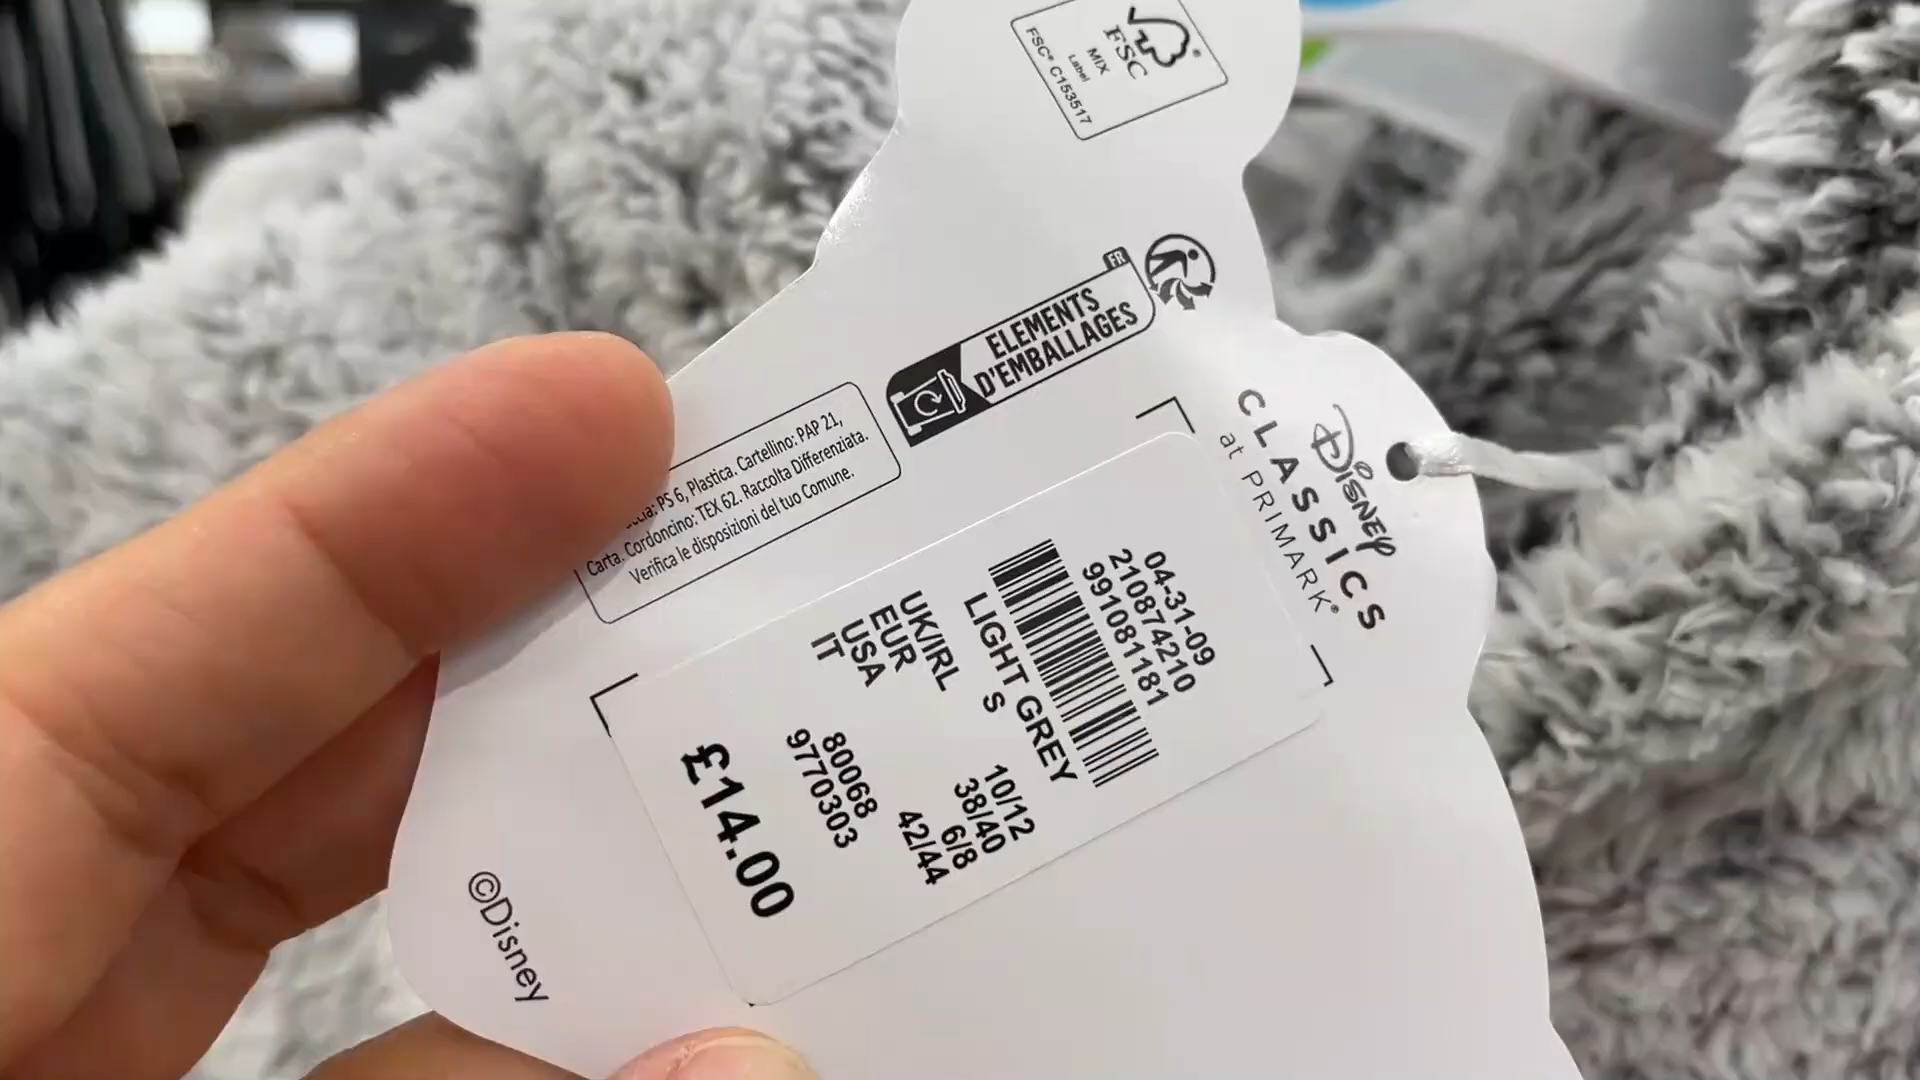 FSC
MIX
Label
FSC® C153517
FR
ELEMENTS
D'EMBALLAGES
PS 6, Plastica. Cartellino: PAP 21,
Carta. Cordoncino: TEX 62. Raccolta Differenziata.
Verifica le disposizioni del tuo Comune.
Disney
CLASSICS
at PRIMARK®
04-31-09
210874210
991081181
LIGHT GREY
S
UK/IRL 10/12
EUR 38/40
USA 6/8
IT 42/44
80068
9770303
£14.00
©Disney